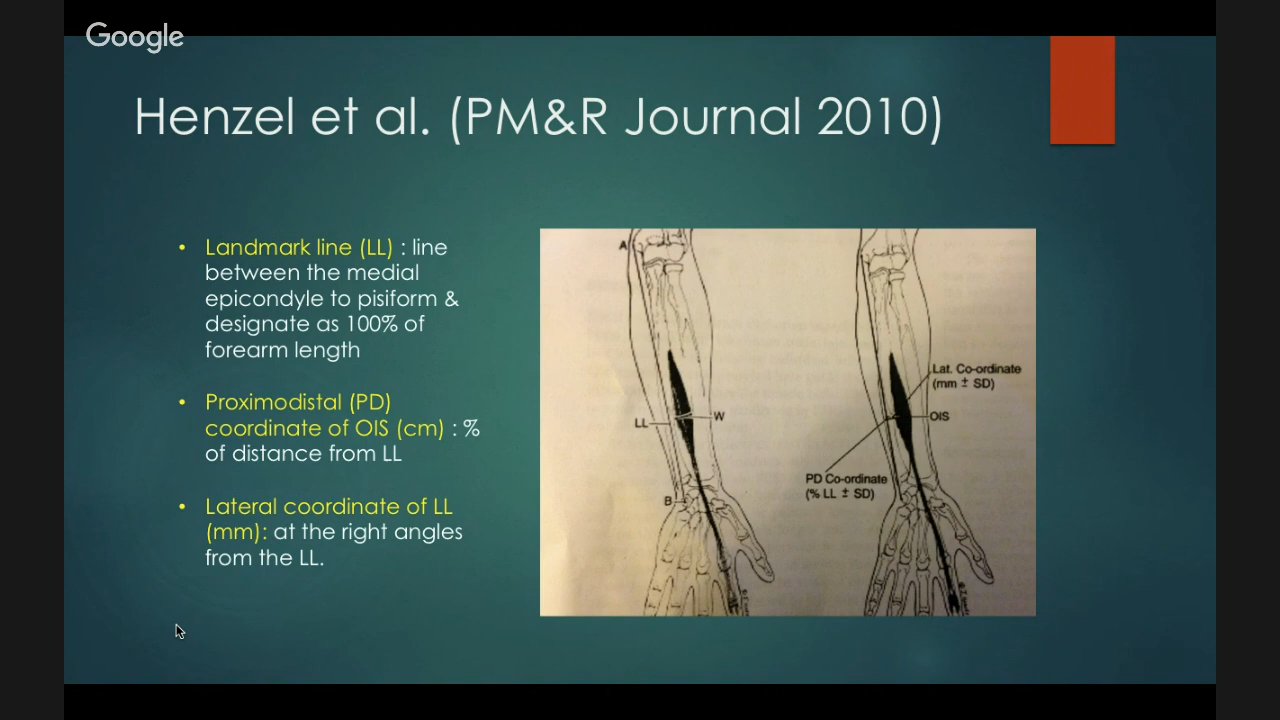 Google
Henzel et al. (PM&R Journal 2010)
• Landmark line (LL) : line
between the medial
epicondyle to pisiform &
designate as 100% of
forearm length
• Proximodistal (PD)
coordinate of OIS (cm) : %
of distance from LL
• Lateral coordinate of LL
(mm): at the right angles
from the LL.
A
LL
W
B
Lat. Co-ordinate
(mm ± SD)
OIS
PD Co-ordinate
(% LL ± SD)